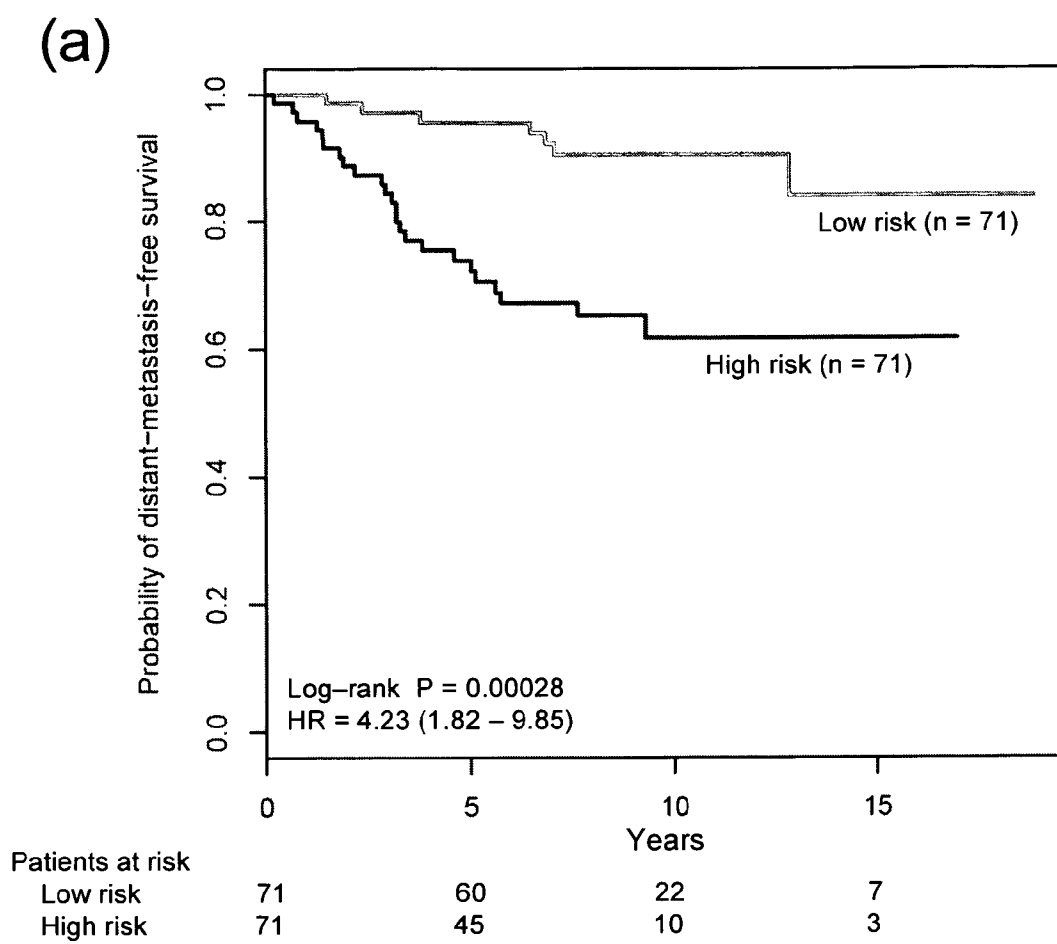 (a)
Probability of distant–metastasis–free survival
1.0
0.8
0.6
0.4
0.2
0.0
Low risk (n = 71)
High risk (n = 71)
Log–rank P = 0.00028
HR = 4.23 (1.82 – 9.85)
0 5 10 15
Years
Patients at risk
Low risk 71 60 22 7
High risk 71 45 10 3